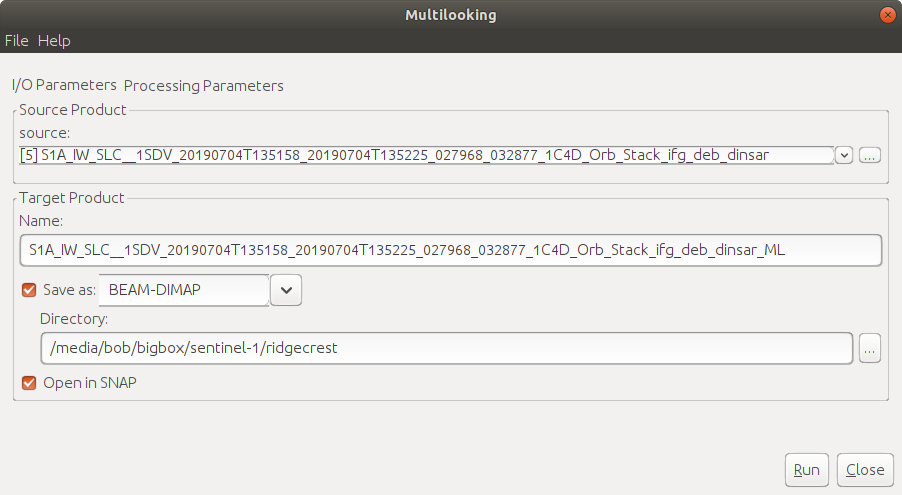 Multilooking
File Help
I/O Parameters Processing Parameters
Source Product
source:
[5] S1A_IW_SLC__1SDV_20190704T135158_20190704T135225_027968_032877_1C4D_Orb_Stack_ifg_deb_dinsar
...
Target Product
Name:
S1A_IW_SLC__1SDV_20190704T135158_20190704T135225_027968_032877_1C4D_Orb_Stack_ifg_deb_dinsar_ML
Save as: BEAM-DIMAP
Directory:
/media/bob/bigbox/sentinel-1/ridgecrest
...
Open in SNAP
Run Close